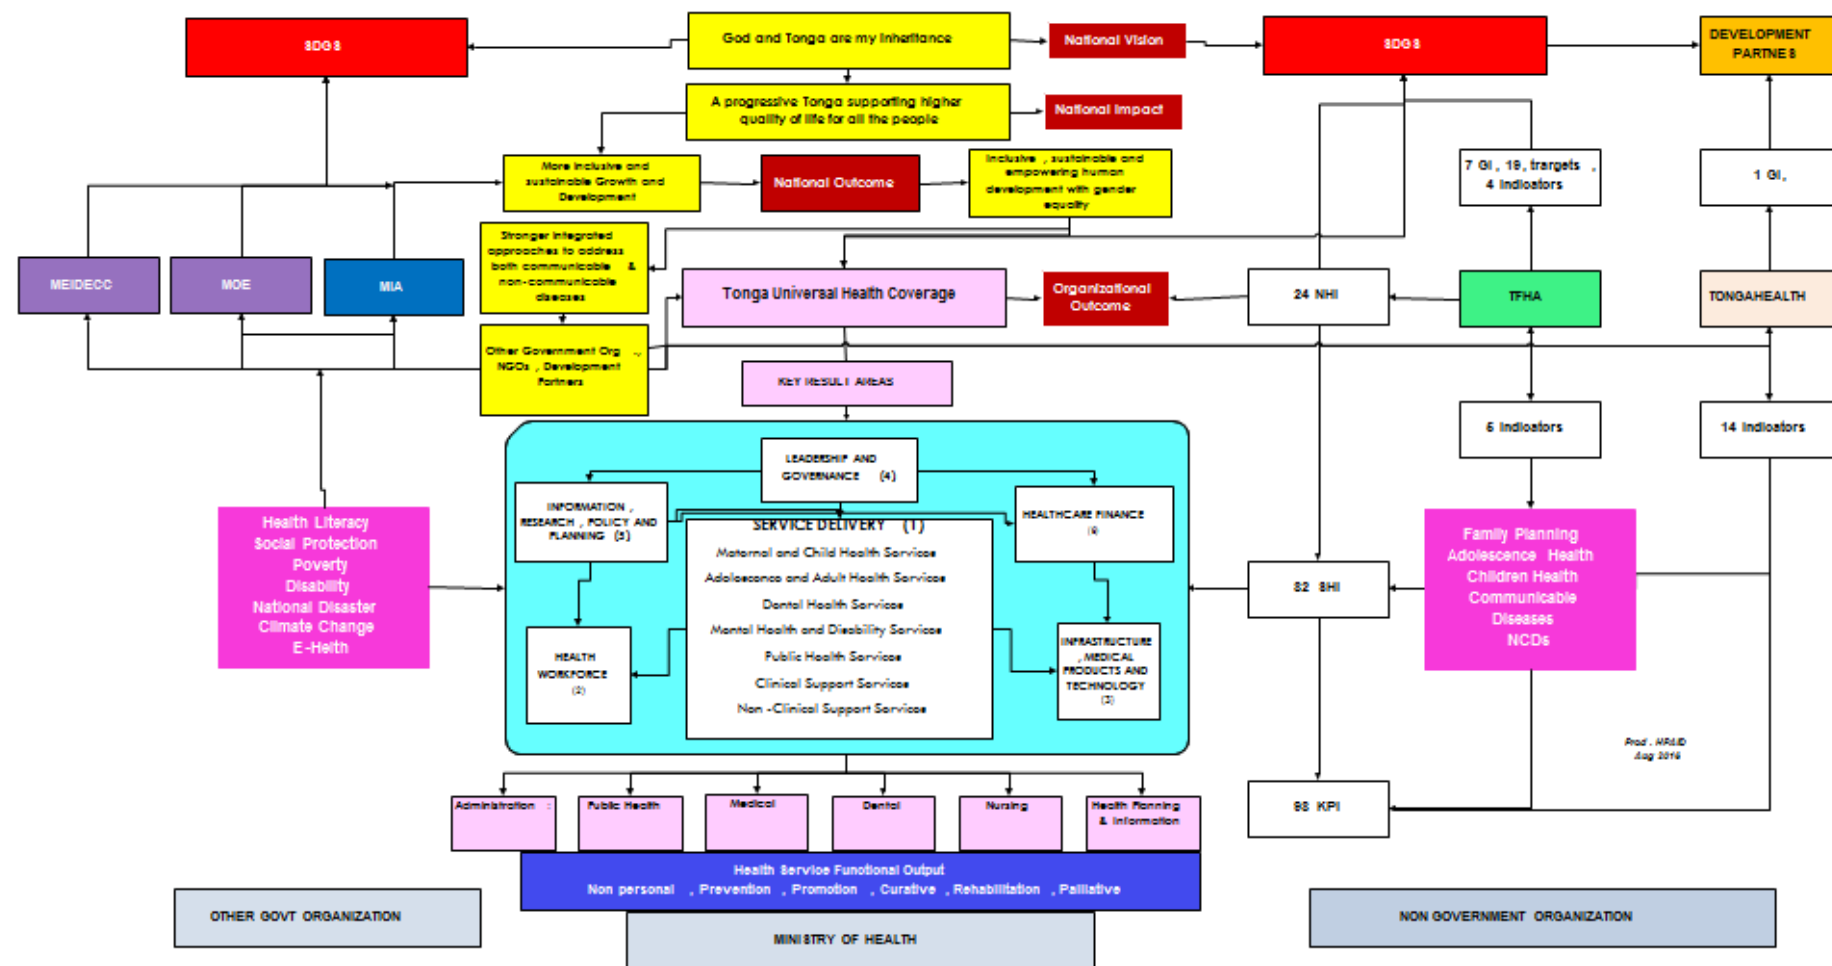 SDGS
God and Tonga are my Inheritance
National Vision
SDGS
DEVELOPMENT
PARTNES
A progressive Tonga supporting higher
quality of life for all the people
National Impact
More Inclusive and
sustainable Growth and
Development
National Outcome
Inclusive , sustainable and
empowering human
development with gender
equality
7 GI , 19, trargets ,
4 Indicators
1 GI,
Stronger Integrated
approaches to address
both communicable &
non-communicable
diseases
MEIDECC
MOE
MIA
Tonga Universal Health Coverage
Organizational
Outcome
24 NHI
TFHA
TONGAHEALTH
Other Government Org .,
NGOs , Development
Partners
KEY RESULT AREAS
5 Indicators
14 Indicators
LEADERSHIP AND
GOVERNANCE (4)
INFORMATION ,
RESEARCH , POLICY AND
PLANNING (5)
HEALTHCARE FINANCE
(6)
SERVICE DELIVERY (1)
Maternal and Child Health Services
Adolescence and Adult Health Services
Dental Health Services
Mental Health and Disability Services
Public Health Services
Clinical Support Services
Non -Clinical Support Services
HEALTH
WORKFORCE
(2)
INFRASTRUCTURE
, MEDICAL
PRODUCTS AND
TECHNOLOGY
(3)
Health Literacy
Social Protection
Poverty
Disability
National Disaster
Climate Change
E-Helth
Family Planning
Adolescence Health
Children Health
Communicable
Diseases
NCDs
82 SHI
Aug 2016
98 KPI
Administration :
Public Health
Medical
Dental
Nursing
Health Planning
& Information
Health Service Functional Output
Non personal , Prevention , Promotion , Curative , Rehabilitation , Palliative
OTHER GOVT ORGANIZATION
MINISTRY OF HEALTH
NON GOVERNMENT ORGANIZATION